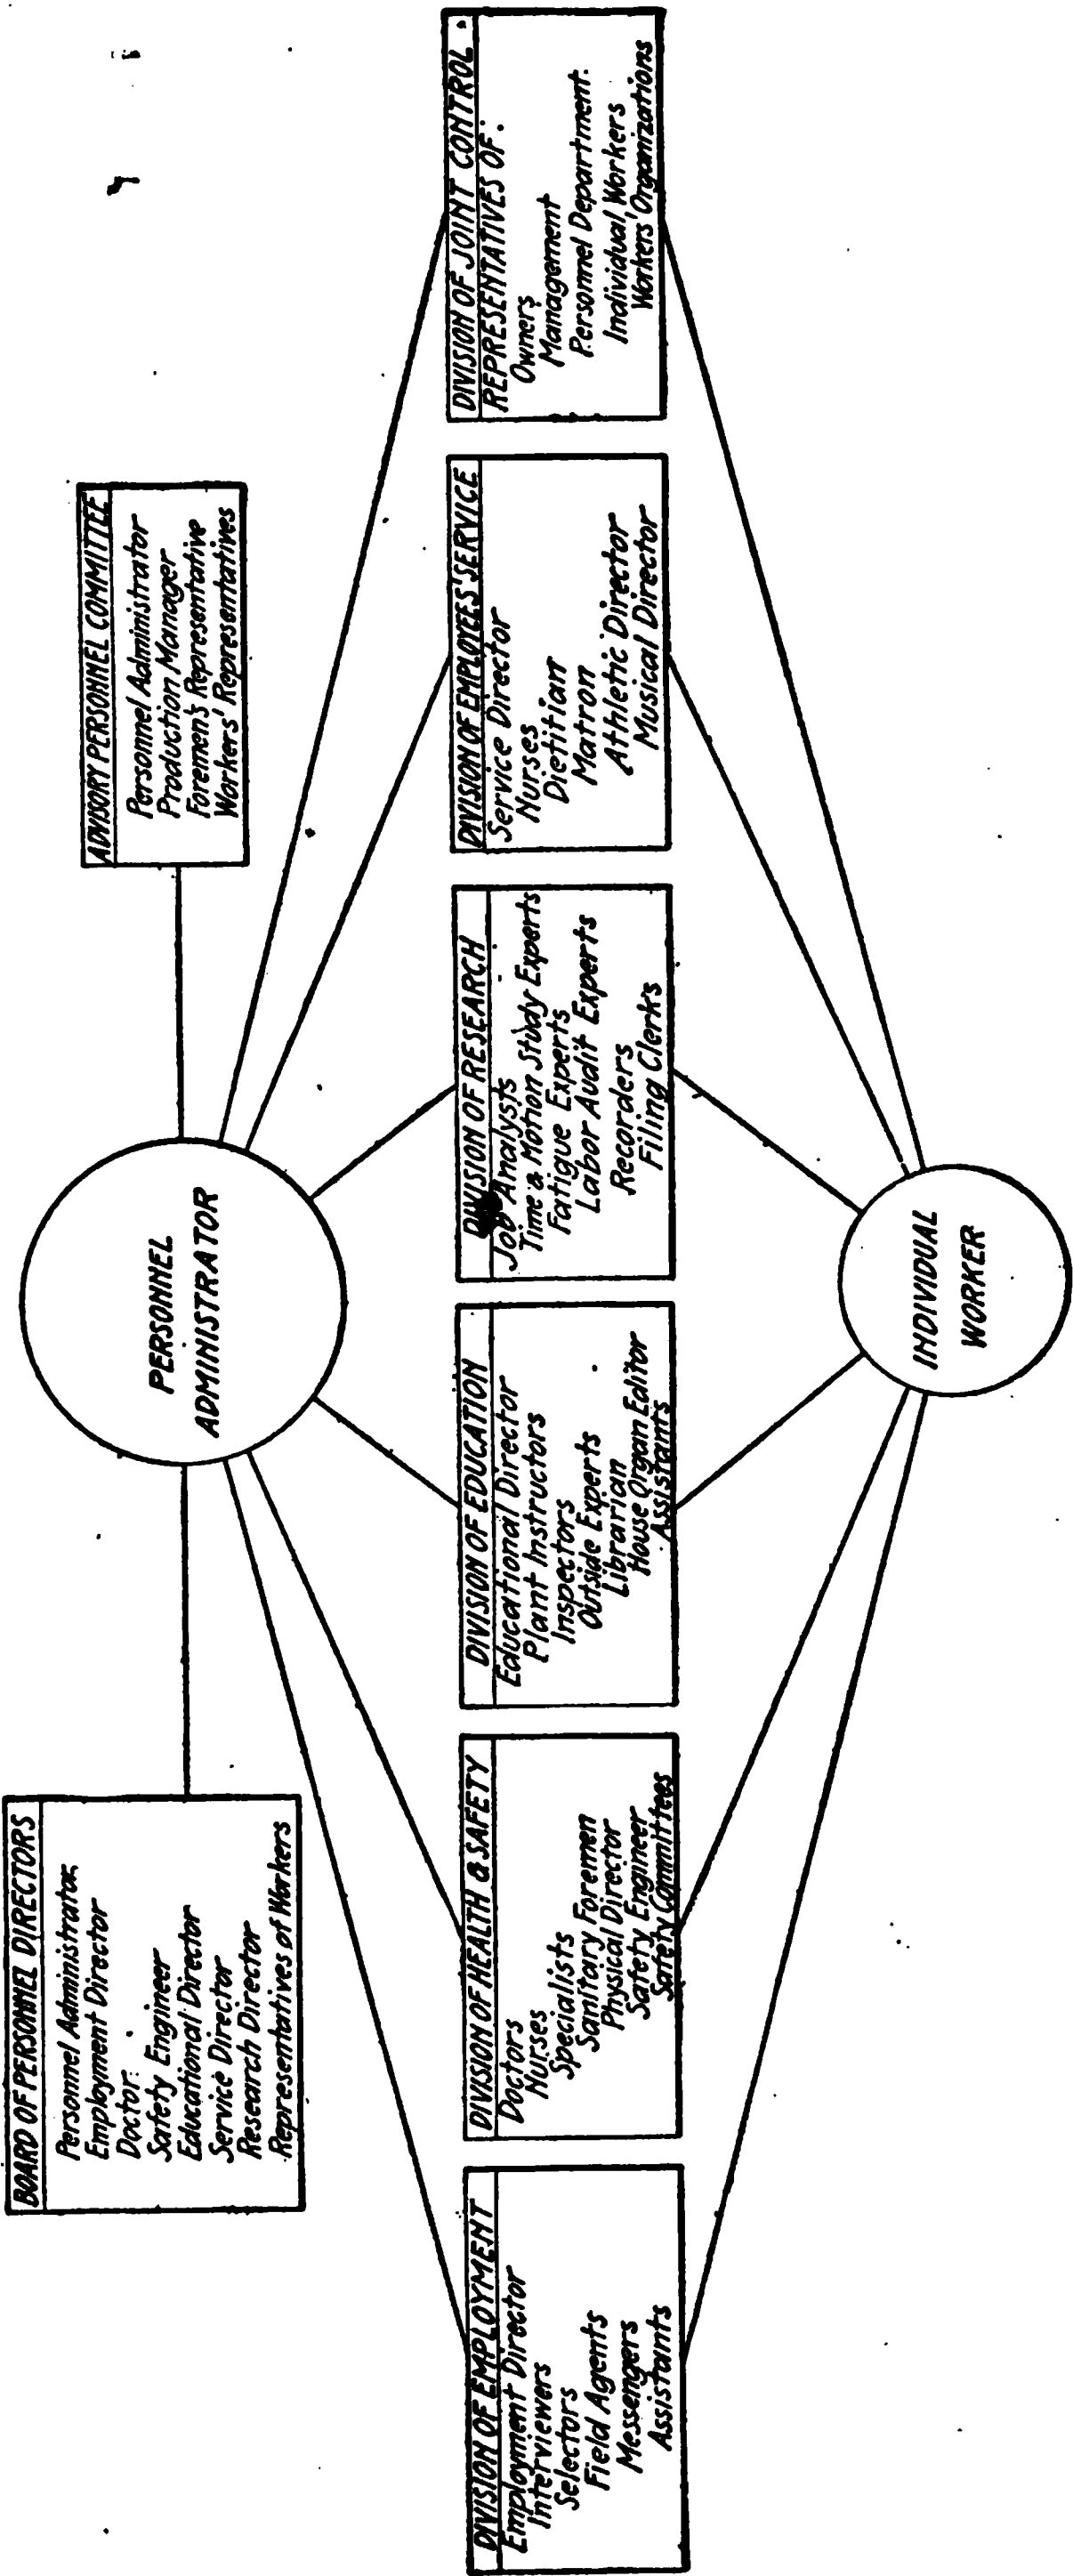 BOARD OF PERSONNEL DIRECTORS
Personnel Administrator
Employment Director
Doctor
Safety Engineer
Educational Director
Service Director
Research Director
Representatives of Workers
PERSONNEL
ADMINISTRATOR
ADVISORY PERSONNEL COMMITTEE
Personnel Administrator
Production Manager
Foremen's Representative
Workers' Representatives
DIVISION OF EMPLOYMENT
Employment Director
Interviewers
Selectors
Field Agents
Messengers
Assistants
DIVISION OF HEALTH & SAFETY
Doctors
Nurses
Specialists
Sanitary Foremen
Physical Director
Safety Engineer
Safety Committees
DIVISION OF EDUCATION
Educational Director
Plant Instructors
Inspectors
Outside Experts
Librarian
House Organ Editor
Assistants
DIVISION OF RESEARCH
Job Analysts
Time & Motion Study Experts
Fatigue Experts
Labor Audit Experts
Recorders
Filing Clerks
DIVISION OF EMPLOYEES' SERVICE
Service Director
Nurses
Dietitian
Matron
Athletic Director
Musical Director
DIVISION OF JOINT CONTROL
REPRESENTATIVES OF:
Owners
Management
Personnel Department
Individual Workers
Workers' Organizations
INDIVIDUAL
WORKER